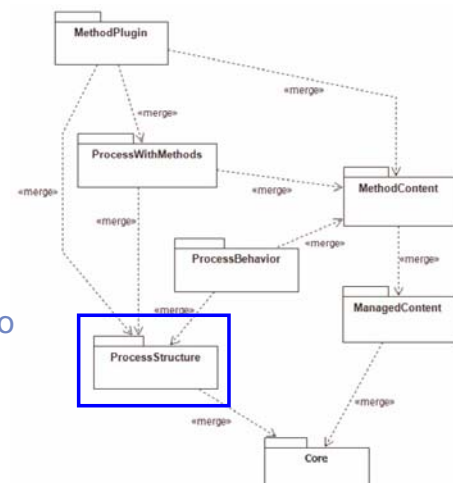 MethodPlugin
«merge»
«merge»
ProcessWithMethods
«merge»
«merge»
MethodContent
«merge»
«merge»
ProcessBehavior
«merge»
«merge»
ManagedContent
o
ProcessStructure
«merge»
«merge»
Core